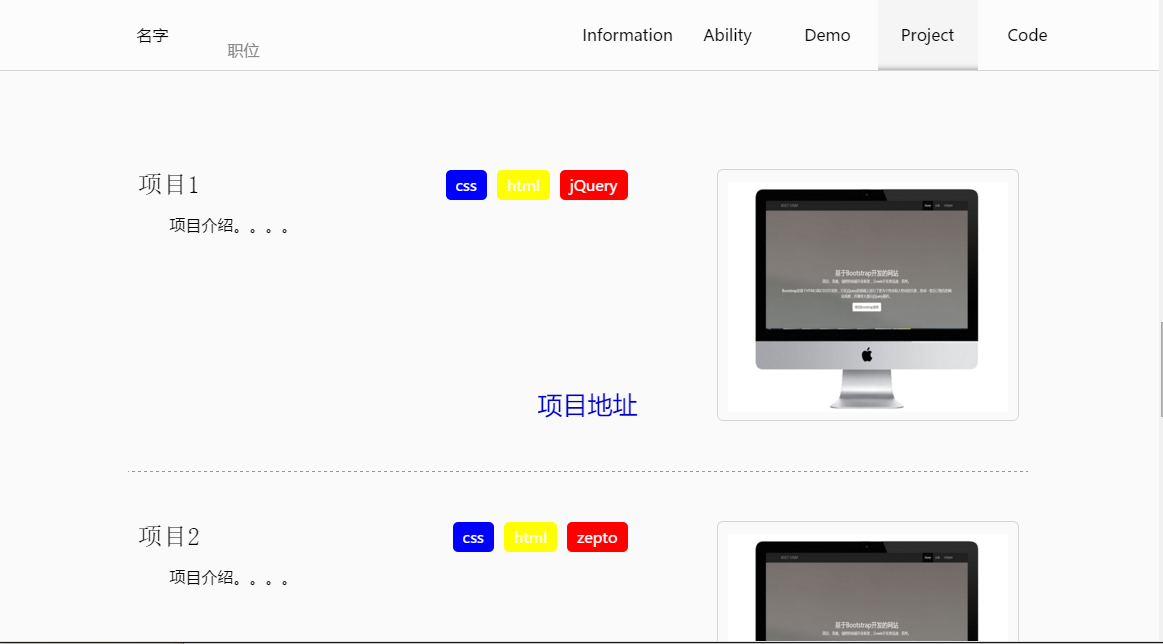 名字
职位
Information Ability Demo Project Code
项目1
css html jQuery
项目介绍。。。。
基于Bootstrap开发的网站
项目地址
项目2
css html zepto
项目介绍。。。。
基于Bootstrap开发的网站